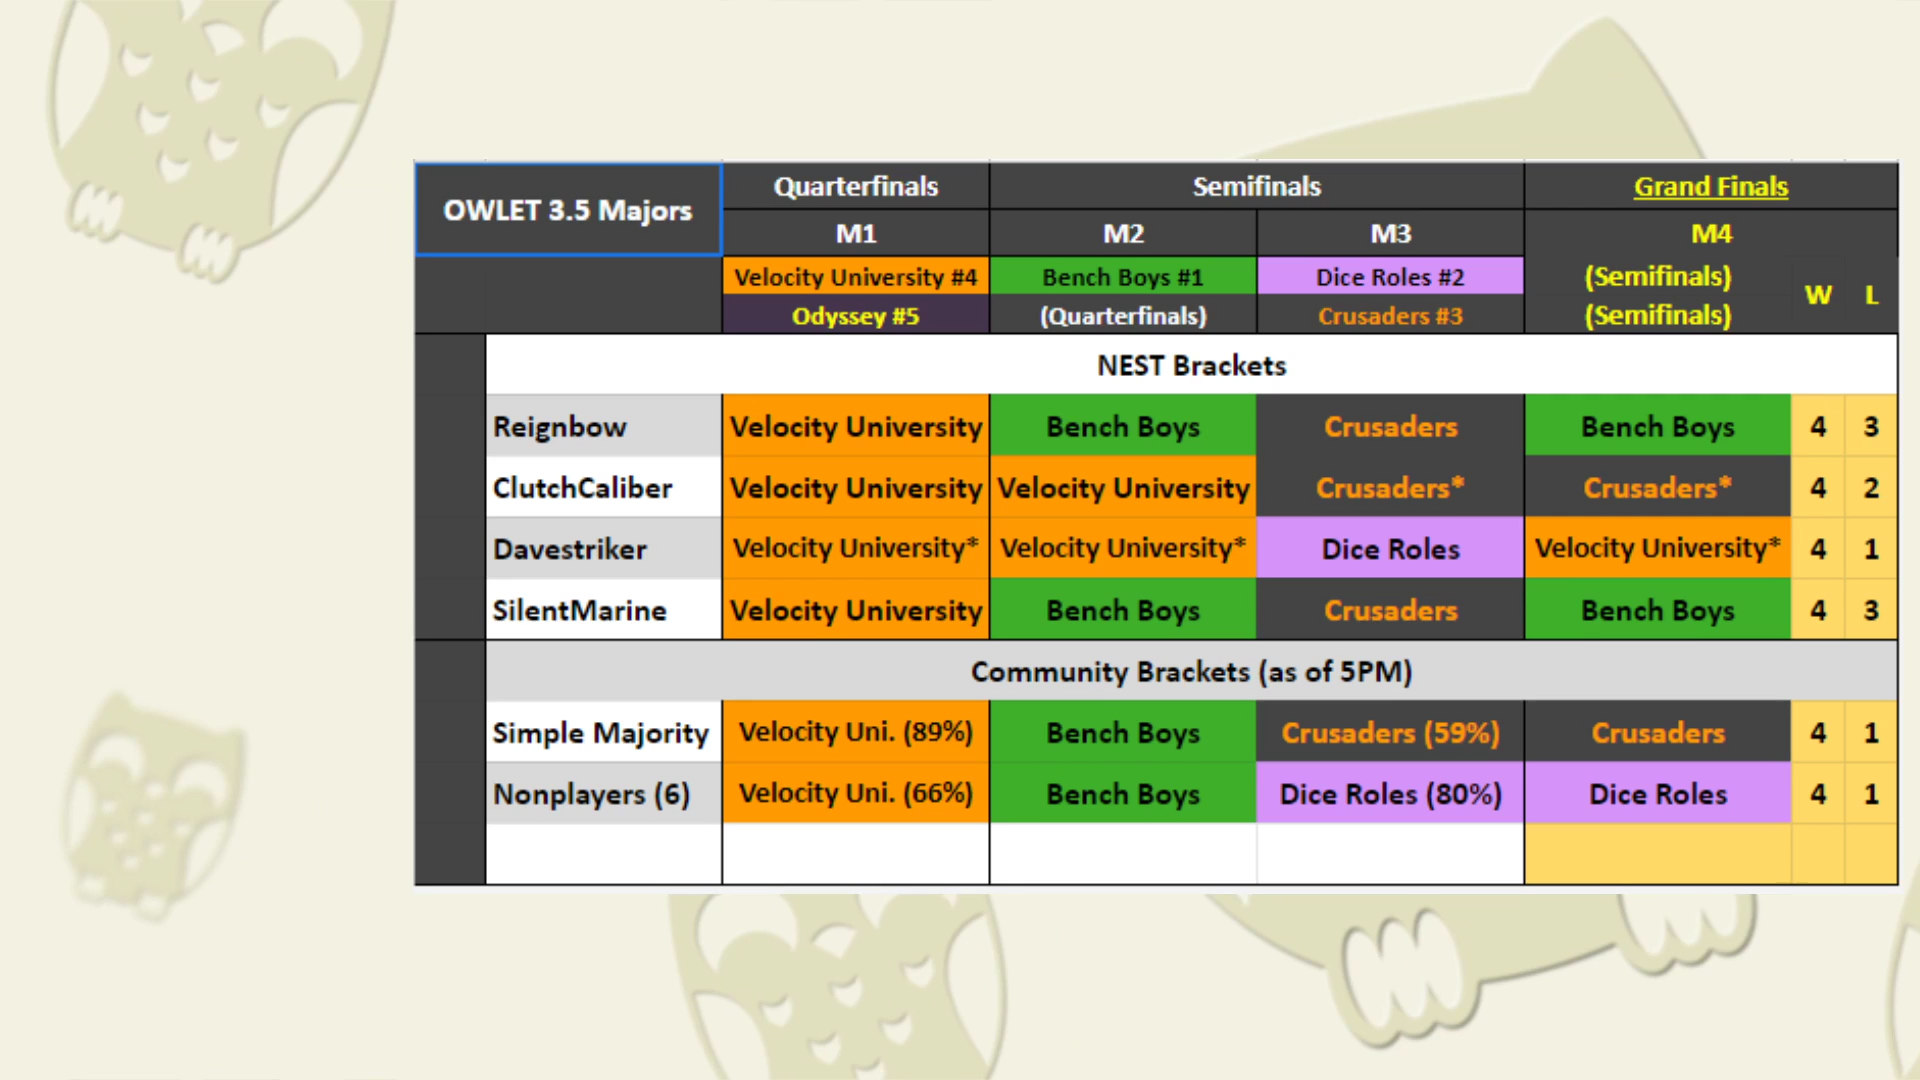 OWLET 3.5 Majors
Quarterfinals Semifinals Grand Finals
M1 M2 M3 M4
Velocity University #4 Bench Boys #1 Dice Roles #2 (Semifinals) W L
Odyssey #5 (Quarterfinals) Crusaders #3 (Semifinals)
NEST Brackets
Reignbow Velocity University Bench Boys Crusaders Bench Boys 4 3
ClutchCaliber Velocity University Velocity University Crusaders* Crusaders* 4 2
Davestriker Velocity University* Velocity University* Dice Roles Velocity University* 4 1
SilentMarine Velocity University Bench Boys Crusaders Bench Boys 4 3
Community Brackets (as of 5PM)
Simple Majority Velocity Uni. (89%) Bench Boys Crusaders (59%) Crusaders 4 1
Nonplayers (6) Velocity Uni. (66%) Bench Boys Dice Roles (80%) Dice Roles 4 1